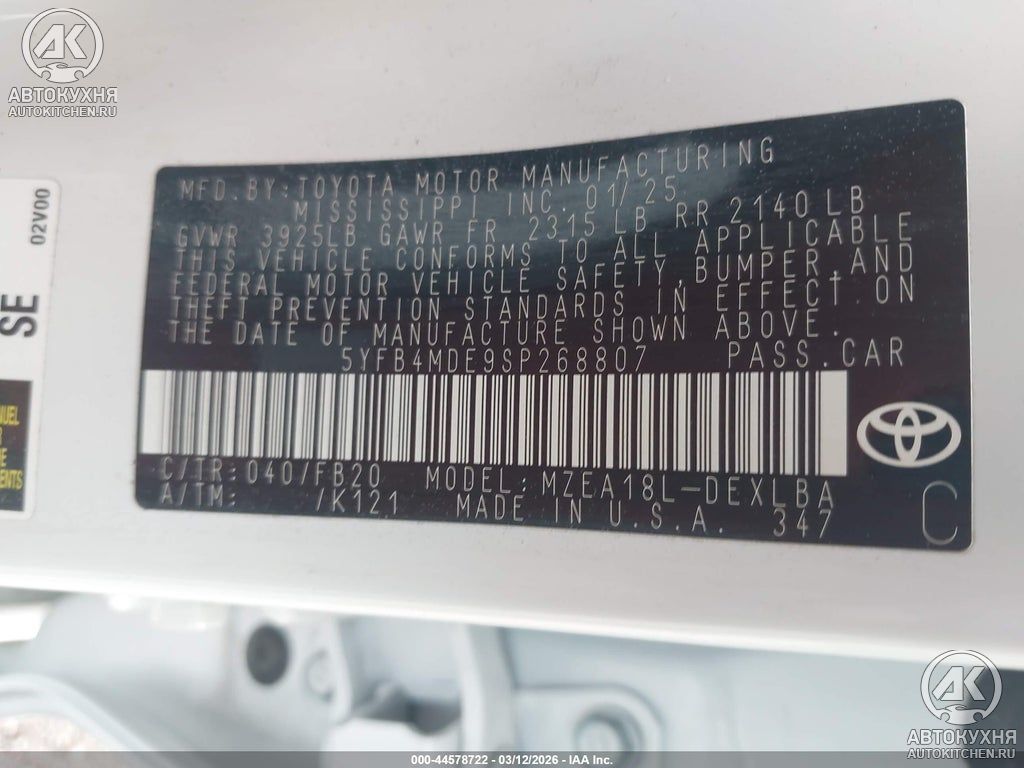 АК
АВТОКУХНЯ
AUTOKITCHEN.RU
02V00
SE
MFD.BY:TOYOTA MOTOR MANUFACTURING
MISSISSIPPI INC. 01/25
GVWR 3925LB GAWR FR 2315 LB RR 2140 LB
THIS VEHICLE CONFORMS TO ALL APPLICABLE
FEDERAL MOTOR VEHICLE SAFETY, BUMPER, AND
THEFT PREVENTION STANDARDS IN EFFECT ON
THE DATE OF MANUFACTURE SHOWN ABOVE.
5YFB4MDE9SP268807 PASS.CAR
C/TR:040/FB20 MODEL:MZEA18L-DEXLBA
A/TM: /K121 MADE IN U.S.A. 347
C
АК
АВТОКУХНЯ
AUTOKITCHEN.RU
000-44578722 - 03/12/2026 - IAA Inc.